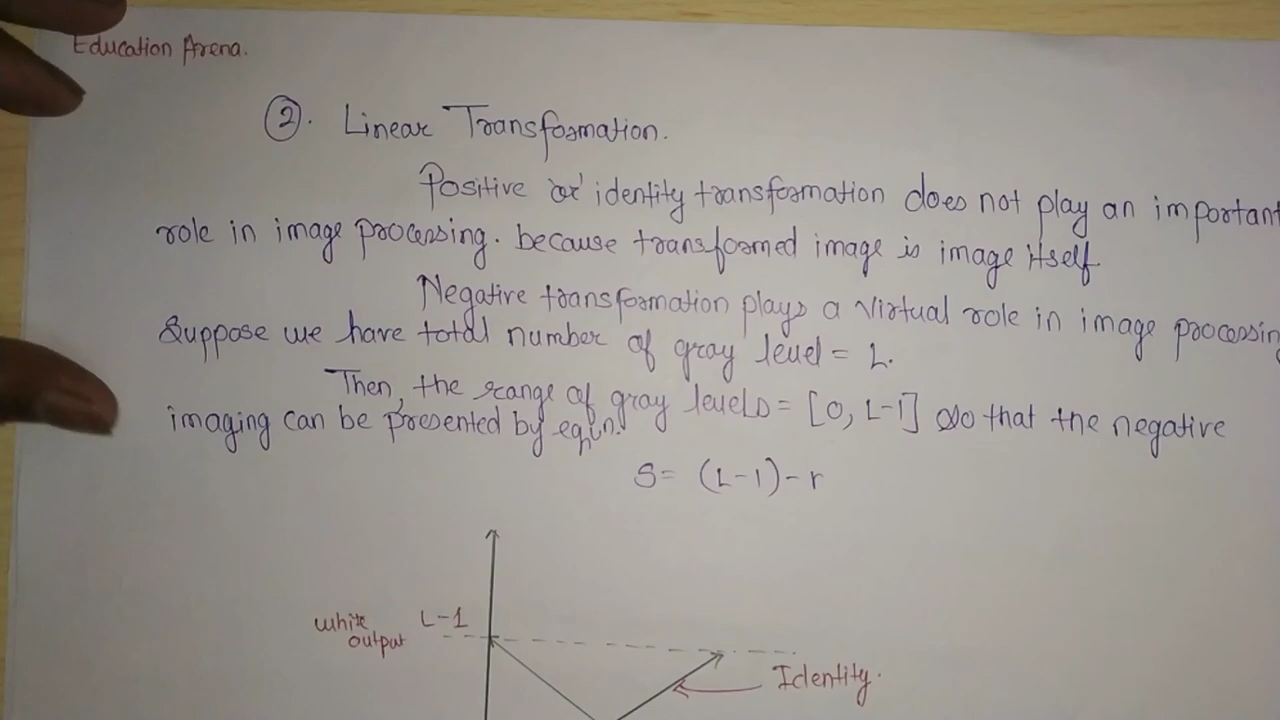 Education Arena.
②. Linear Transformation.
Positive 'or' identity transformation does not play an important
role in image processing. because transformed image is image itself.
Negative transformation plays a Virtual role in image processin
Suppose we have total number of gray level = L.
Then, the range of gray levels = [0, L-1] so that the negative
imaging can be presented by eqn.
S = (L-1)-r
white L-1
output
Identity.